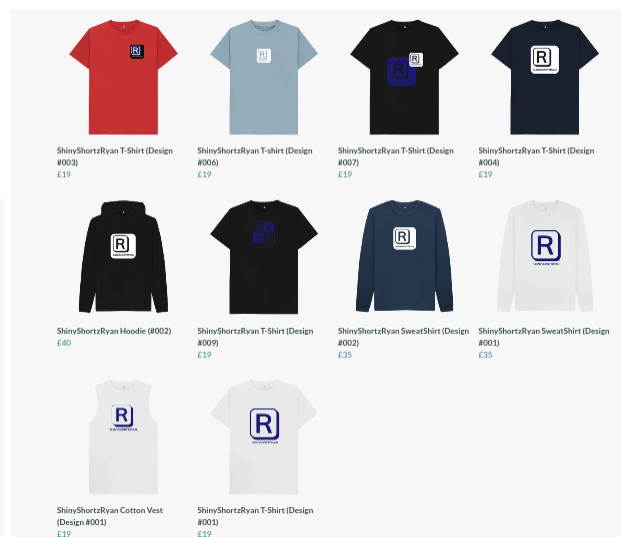 R
R
R
R
R
ShinyShortzRyan T-Shirt (Design
#003)
£19
ShinyShortzRyan T-shirt (Design
#006)
£19
ShinyShortzRyan T-Shirt (Design
#007)
£19
ShinyShortzRyan T-Shirt (Design
#004)
£19
R
R
R
ShinyShortzRyan Hoodie (#002)
£40
ShinyShortzRyan T-Shirt (Design
#009)
£19
ShinyShortzRyan SweatShirt (Design
#002)
£35
ShinyShortzRyan SweatShirt (Design
#001)
£35
R
R
ShinyShortzRyan Cotton Vest
(Design #001)
£19
ShinyShortzRyan T-Shirt (Design
#001)
£19